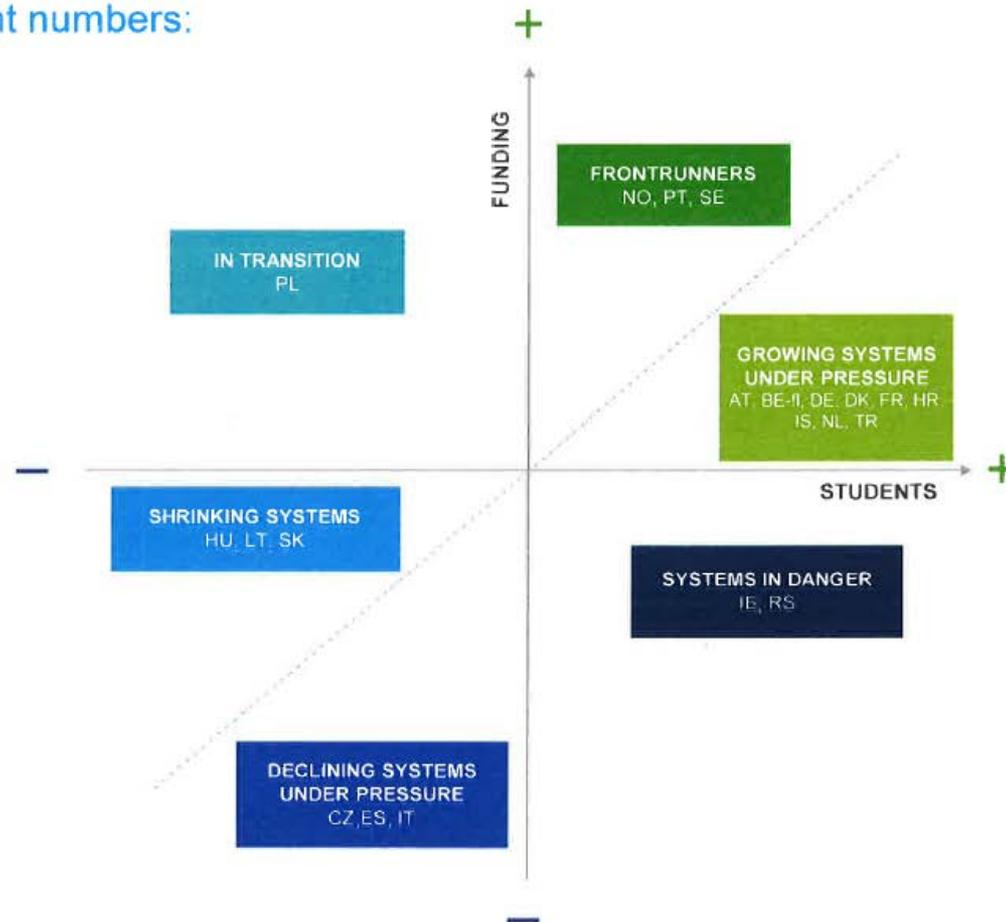 nt numbers:
+
FUNDING
FRONTRUNNERS
NO, PT, SE
IN TRANSITION
PL
GROWING SYSTEMS
UNDER PRESSURE
AT, BE-fl, DE, DK, FR, HR
IS, NL, TR
–
+
STUDENTS
SHRINKING SYSTEMS
HU, LT, SK
SYSTEMS IN DANGER
IE, RS
DECLINING SYSTEMS
UNDER PRESSURE
CZ,ES, IT
–